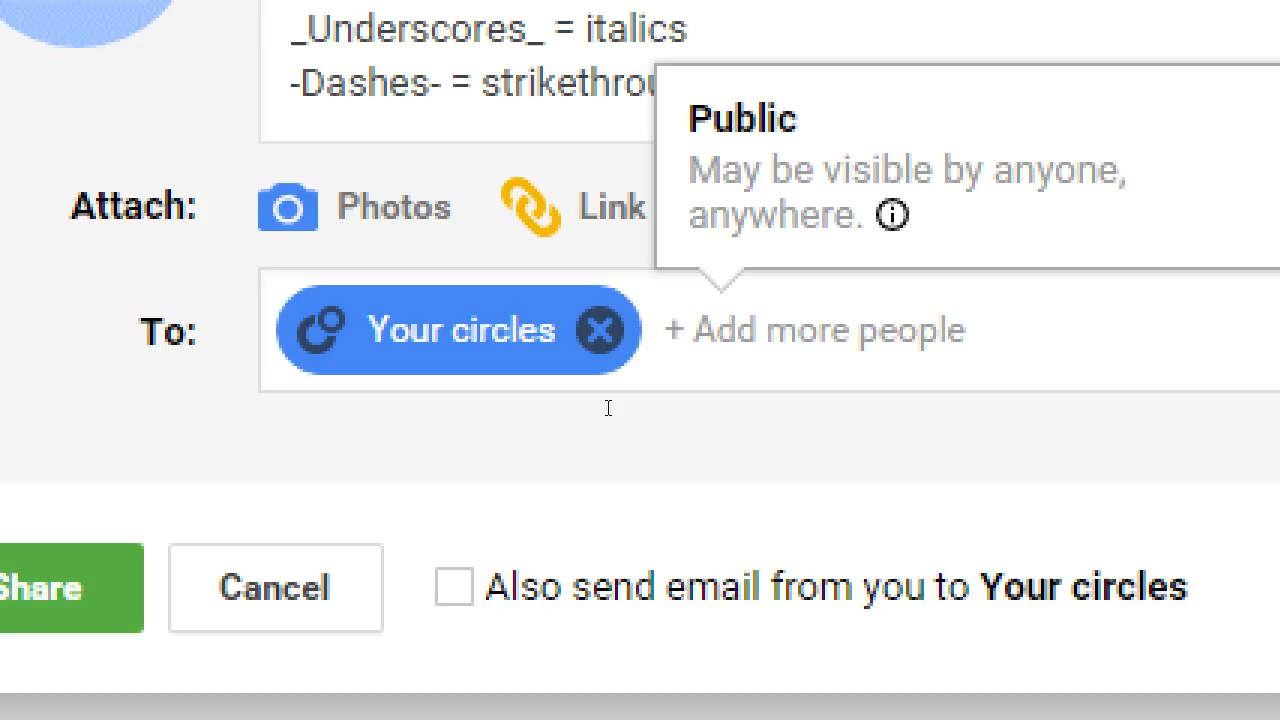 _Underscores_ = italics
-Dashes- = 
Public
May be visible by anyone,
anywhere.
Attach: Photos Link
To: Your circles + Add more people
Share Cancel Also send email from you to Your circles